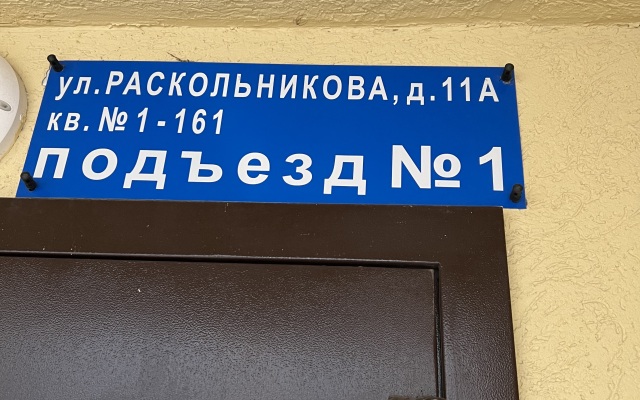 ул.РАСКОЛЬНИКОВА, д.11А
кв. №1-161
подъезд №1